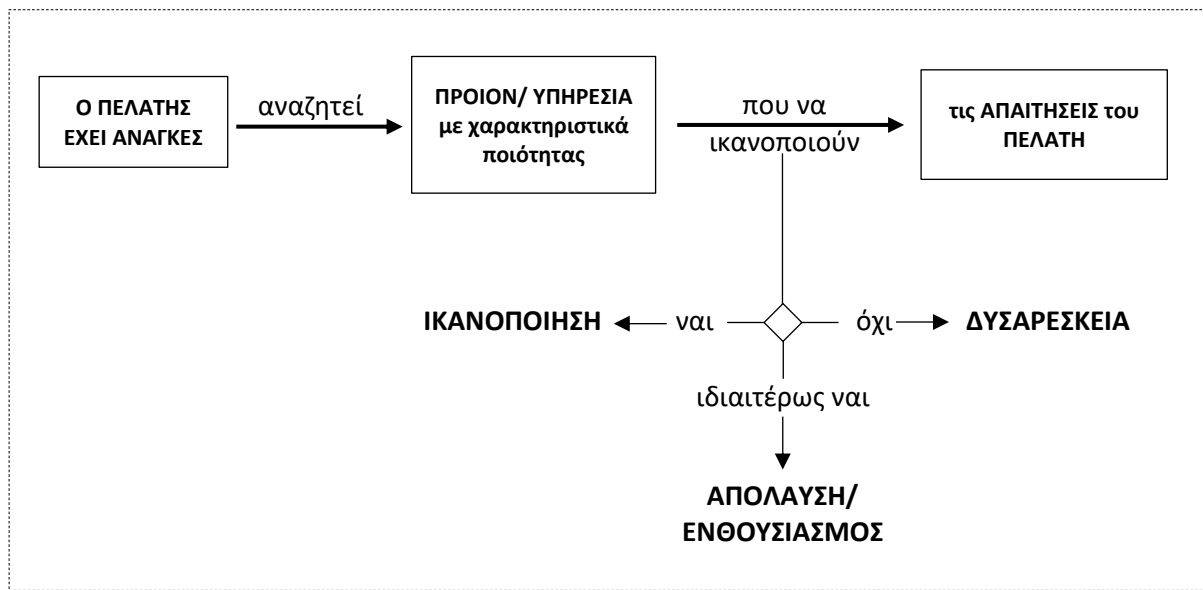 Ο ΠΕΛΑΤΗΣ
ΕΧΕΙ ΑΝΑΓΚΕΣ
αναζητεί
ΠΡΟΙΟΝ/ ΥΠΗΡΕΣΙΑ
με χαρακτηριστικά
ποιότητας
που να
ικανοποιούν
τις ΑΠΑΙΤΗΣΕΙΣ του
ΠΕΛΑΤΗ
ΙΚΑΝΟΠΟΙΗΣΗ
ναι
όχι
ΔΥΣΑΡΕΣΚΕΙΑ
ιδιαιτέρως ναι
ΑΠΟΛΑΥΣΗ/
ΕΝΘΟΥΣΙΑΣΜΟΣ